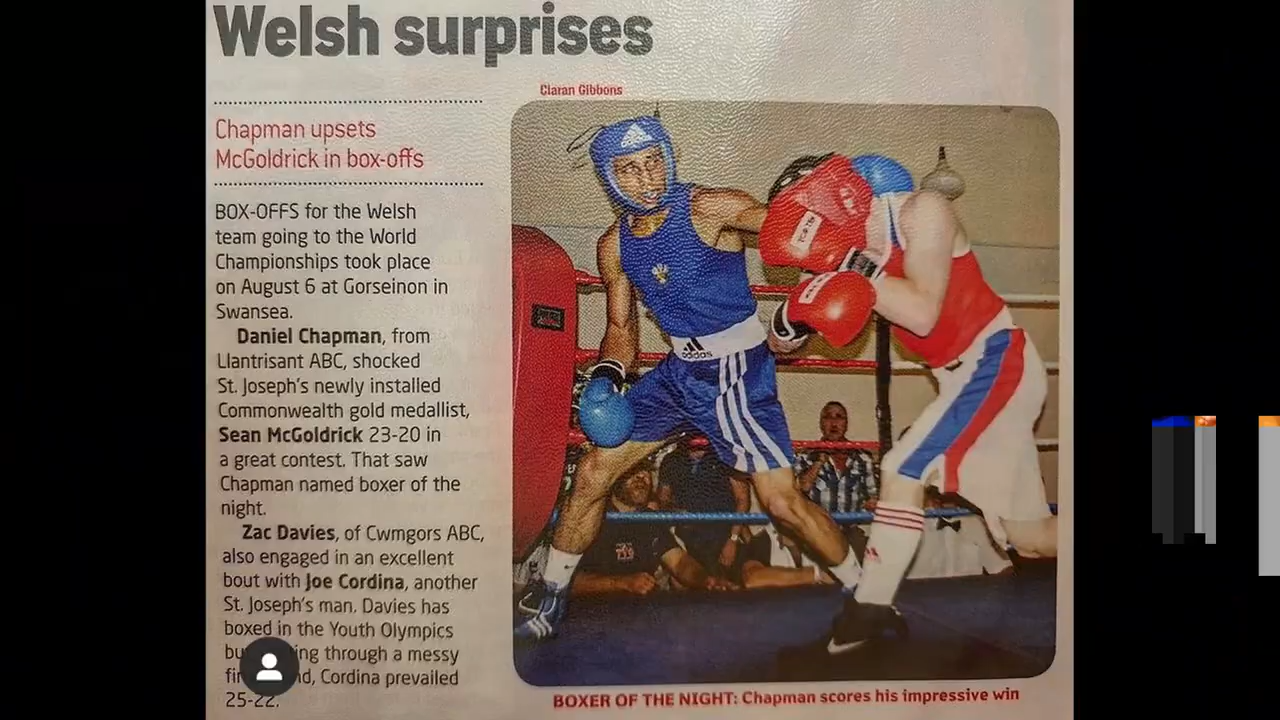 Welsh surprises
Chapman upsets
McGoldrick in box-offs
BOX-OFFS for the Welsh
team going to the World
Championships took place
on August 6 at Gorseinon in
Swansea.
Daniel Chapman, from
Llantrisant ABC, shocked
St. Joseph's newly installed
Commonwealth gold medallist,
Sean McGoldrick 23-20 in
a great contest. That saw
Chapman named boxer of the
night.
Zac Davies, of Cwmgors ABC,
also engaged in an excellent
bout with Joe Cordina, another
St. Joseph's man. Davies has
boxed in the Youth Olympics
through a messy
Cordina prevailed
25-22.
Ciaran Gibbons
adidas
BOXER OF THE NIGHT: Chapman scores his impressive win